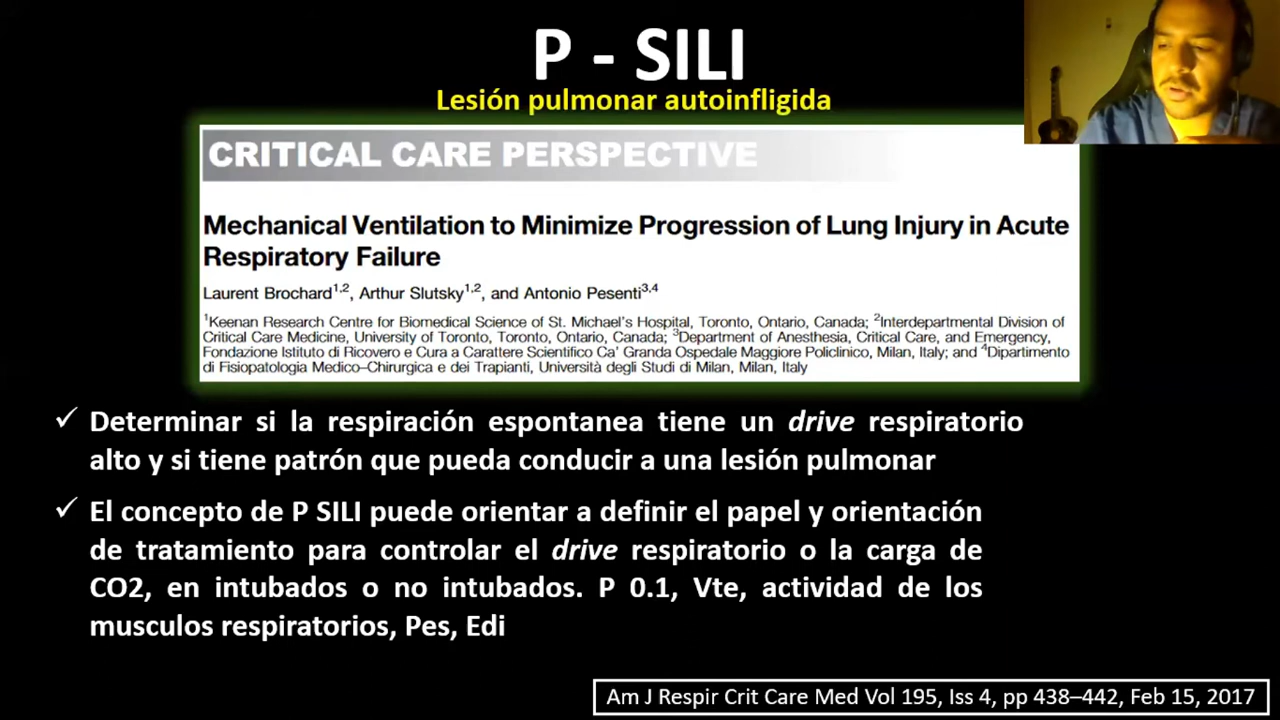 P - SILI
Lesión pulmonar autoinfligida
CRITICAL CARE PERSPECTIVE
Mechanical Ventilation to Minimize Progression of Lung Injury in Acute
Respiratory Failure
Laurent Brochard1,2, Arthur Slutsky1,2, and Antonio Pesenti3,4
1Keenan Research Centre for Biomedical Science of St. Michael's Hospital, Toronto, Ontario, Canada; 2Interdepartmental Division of
Critical Care Medicine, University of Toronto, Toronto, Ontario, Canada; 3Department of Anesthesia, Critical Care, and Emergency,
Fondazione Istituto di Ricovero e Cura a Carattere Scientifico Ca' Granda Ospedale Maggiore Policlinico, Milan, Italy; and 4Dipartimento
di Fisiopatologia Medico–Chirurgica e dei Trapianti, Università degli Studi di Milan, Milan, Italy
✓ Determinar si la respiración espontanea tiene un drive respiratorio
alto y si tiene patrón que pueda conducir a una lesión pulmonar
✓ El concepto de P SILI puede orientar a definir el papel y orientación
de tratamiento para controlar el drive respiratorio o la carga de
CO2, en intubados o no intubados. P 0.1, Vte, actividad de los
musculos respiratorios, Pes, Edi
Am J Respir Crit Care Med Vol 195, Iss 4, pp 438–442, Feb 15, 2017